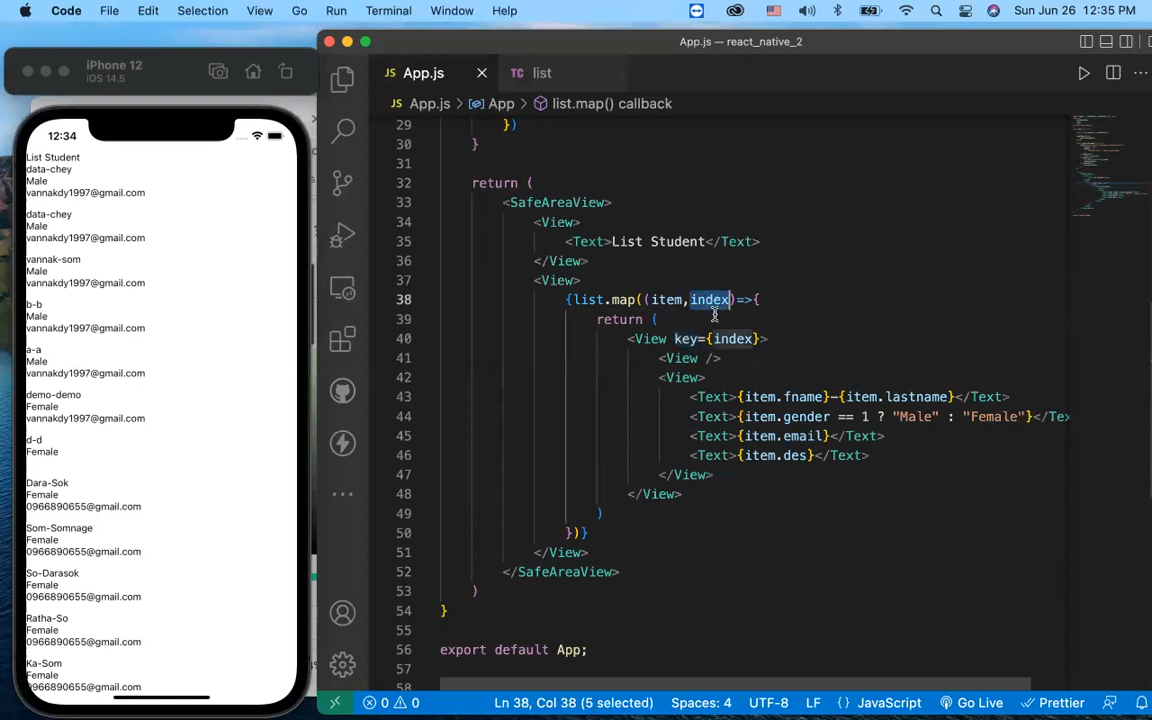 Code File Edit Selection View Go Run Terminal Window Help Sun Jun 26 12:35 PM
iPhone 12
iOS 14.5
12:34
List Student
data-chey
Male
vannakdy1997@gmail.com
data-chey
Male
vannakdy1997@gmail.com
vannak-som
Male
vannakdy1997@gmail.com
b-b
Male
vannakdy1997@gmail.com
a-a
Male
vannakdy1997@gmail.com
demo-demo
Female
vannakdy1997@gmail.com
d-d
Female
Dara-Sok
Female
0966890655@gmail.com
Som-Somnage
Female
0966890655@gmail.com
So-Darasok
Female
0966890655@gmail.com
Ratha-So
Female
0966890655@gmail.com
Ka-Som
Female
0966890655@gmail.com
App.js — react_native_2
JS App.js TC list
JS App.js > App > list.map() callback
29 })
30 }
31
32 return (
33 <SafeAreaView>
34 <View>
35 <Text>List Student</Text>
36 </View>
37 <View>
38 {list.map((item,index)=>{
39 return (
40 <View key={index}>
41 <View />
42 <View>
43 <Text>{item.fname}-{item.lastname}</Text>
44 <Text>{item.gender == 1 ? "Male" : "Female"}</Tex
45 <Text>{item.email}</Text>
46 <Text>{item.des}</Text>
47 </View>
48 </View>
49 )
50 })}
51 </View>
52 </SafeAreaView>
53 )
54 }
55
56 export default App;
57
58
0 0 Ln 38, Col 38 (5 selected) Spaces: 4 UTF-8 LF {} JavaScript Go Live Prettier